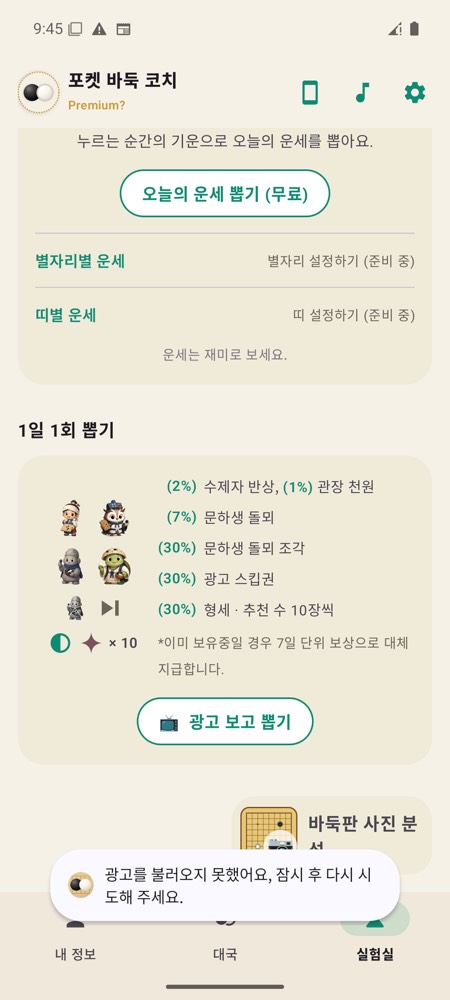 9:45
포켓 바둑 코치
Premium?
누르는 순간의 기운으로 오늘의 운세를 뽑아요.
오늘의 운세 뽑기 (무료)
별자리별 운세 별자리 설정하기 (준비 중)
띠별 운세 띠 설정하기 (준비 중)
운세는 재미로 보세요.
1일 1회 뽑기
(2%) 수제자 반상, (1%) 관장 천원
(7%) 문하생 돌뫼
(30%) 문하생 돌뫼 조각
(30%) 광고 스킵권
(30%) 형세 · 추천 수 10장씩
× 10
*이미 보유중일 경우 7일 단위 보상으로 대체
지급합니다.
광고 보고 뽑기
바둑판 사진 분
석
광고를 불러오지 못했어요, 잠시 후 다시 시
도해 주세요.
내 정보
대국
실험실